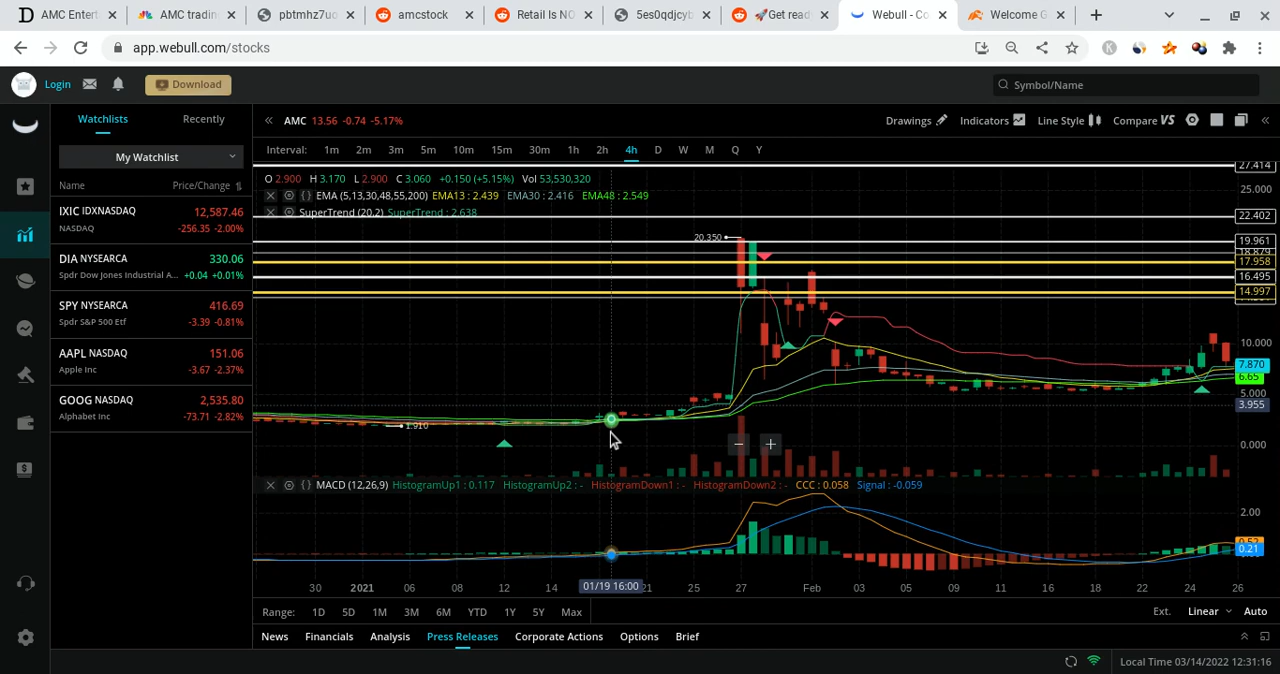 AMC Enter
AMC tradin
pbtmhz7uo
amcstock
Retail Is NO
5es0qdjcyb
🚀Get read
Webull - Co
Welcome G
app.webull.com/stocks
Login
Download
Symbol/Name
Watchlists
Recently
My Watchlist
Name Price/Change
IXIC IDXNASDAQ 12,587.46
NASDAQ -256.35 -2.00%
DIA NYSEARCA 330.06
Spdr Dow Jones Industrial A... +0.04 +0.01%
SPY NYSEARCA 416.69
Spdr S&P 500 Etf -3.39 -0.81%
AAPL NASDAQ 151.06
Apple Inc -3.67 -2.37%
GOOG NASDAQ 2,535.80
Alphabet Inc -73.71 -2.82%
AMC 13.56 -0.74 -5.17%
Drawings Indicators Line Style Compare VS
Interval: 1m 2m 3m 5m 10m 15m 30m 1h 2h 4h D W M Q Y
O 2.900 H 3.170 L 2.900 C 3.060 +0.150 (+5.15%) Vol 53,530,320
EMA (5,13,30,48,55,200) EMA13 : 2.439 EMA30 : 2.416 EMA48 : 2.549
SuperTrend (20,2) SuperTrend : 2.638
27.414
25.000
22.402
19.961
17.958
16.495
14.997
10.000
7.870
6.65
5.000
3.955
0.000
20.350
1.910
MACD (12,26,9) HistogramUp1 : 0.117 HistogramUp2 : - HistogramDown1 : - HistogramDown2 : - CCC : 0.058 Signal : -0.059
2.00
0.21
30 2021 06 08 12 14 01/19 16:00 21 25 27 Feb 03 05 09 11 16 18 22 24 26
Range: 1D 5D 1M 3M 6M YTD 1Y 5Y Max
Ext. Linear Auto
News Financials Analysis Press Releases Corporate Actions Options Brief
Local Time 03/14/2022 12:31:16